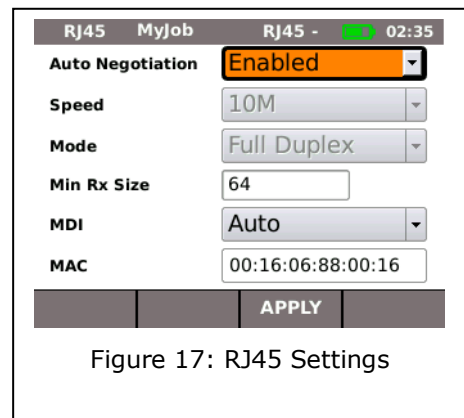 RJ45 MyJob RJ45 - 02:35
Auto Negotiation Enabled
Speed 10M
Mode Full Duplex
Min Rx Size 64
MDI Auto
MAC 00:16:06:88:00:16
APPLY
Figure 17: RJ45 Settings